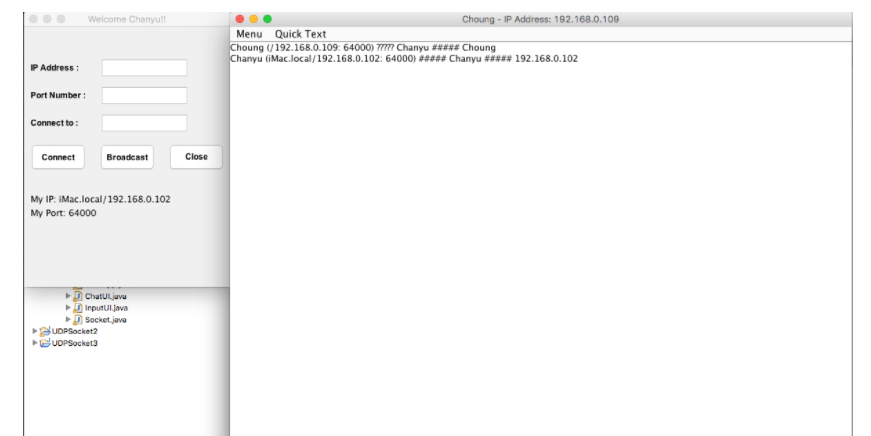 Welcome Chanyu!!
IP Address :
Port Number :
Connect to :
Connect
Broadcast
Close
My IP: iMac.local/192.168.0.102
My Port: 64000
ChatUI.java
InputUI.java
Socket.java
UDPSocket2
UDPSocket3
Choung - IP Address: 192.168.0.109
Menu Quick Text
Choung (/192.168.0.109: 64000) ????? Chanyu ##### Choung
Chanyu (iMac.local/192.168.0.102: 64000) ##### Chanyu ##### 192.168.0.102